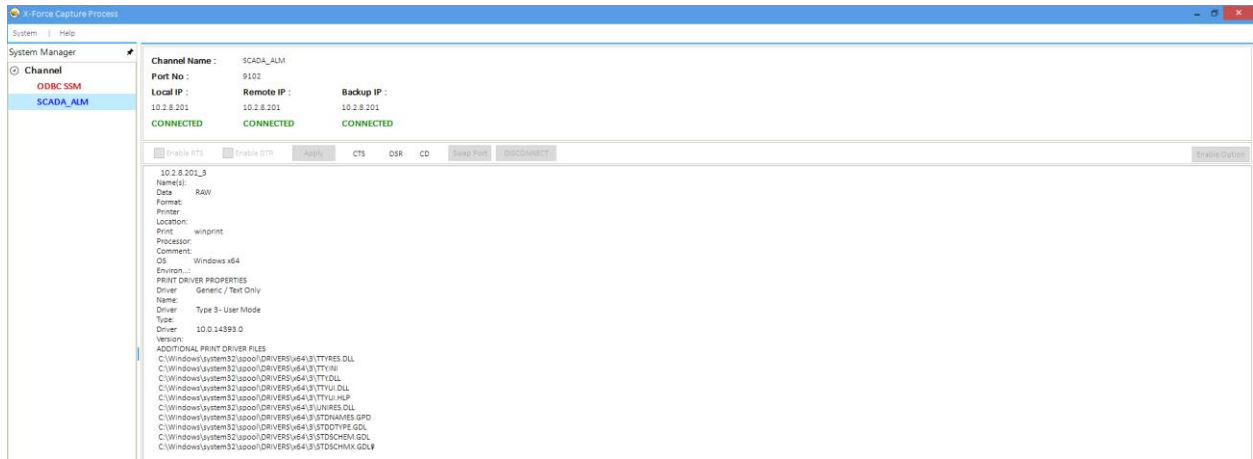 X-Force Capture Process
System | Help
System Manager
Channel
ODBC SSM
SCADA_ALM
Channel Name : SCADA_ALM
Port No : 9102
Local IP : Remote IP : Backup IP :
10.2.8.201 10.2.8.201 10.2.8.201
CONNECTED CONNECTED CONNECTED
Enable RTS Enable DTR Apply CTS DSR CD Swap Port DISCONNECT Enable Option
10.2.8.201_3
Name(s):
Data RAW
Format:
Printer
Location:
Print winprint
Processor:
Comment:
OS Windows x64
Environ...:
PRINT DRIVER PROPERTIES
Driver Generic / Text Only
Name:
Driver Type 3- User Mode
Type:
Driver 10.0.14393.0
Version:
ADDITIONAL PRINT DRIVER FILES
C:\Windows\system32\spool\DRIVERS\x64\3\TTYRES.DLL
C:\Windows\system32\spool\DRIVERS\x64\3\TTY.INI
C:\Windows\system32\spool\DRIVERS\x64\3\TTY.DLL
C:\Windows\system32\spool\DRIVERS\x64\3\TTYUI.DLL
C:\Windows\system32\spool\DRIVERS\x64\3\TTYUI.HLP
C:\Windows\system32\spool\DRIVERS\x64\3\UNIRES.DLL
C:\Windows\system32\spool\DRIVERS\x64\3\STDNAMES.GPD
C:\Windows\system32\spool\DRIVERS\x64\3\STDDTYPE.GDL
C:\Windows\system32\spool\DRIVERS\x64\3\STDSCHEM.GDL
C:\Windows\system32\spool\DRIVERS\x64\3\STDSCHMX.GDL♀